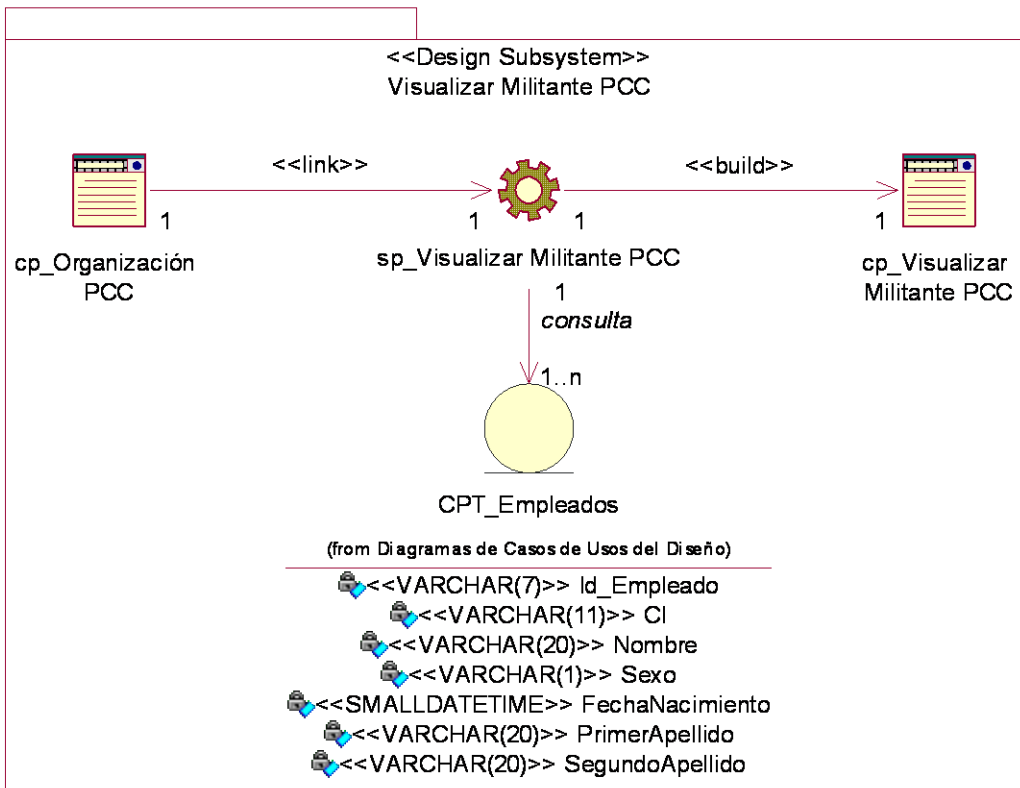 <<Design Subsystem>>
Visualizar Militante PCC
<<link>>
<<build>>
1
1
1
1
cp_Organización
PCC
sp_Visualizar Militante PCC
cp_Visualizar
Militante PCC
1
consulta
1..n
CPT_Empleados
(from Diagramas de Casos de Usos del Diseño)
<<VARCHAR(7)>> Id_Empleado
<<VARCHAR(11)>> CI
<<VARCHAR(20)>> Nombre
<<VARCHAR(1)>> Sexo
<<SMALLDATETIME>> FechaNacimiento
<<VARCHAR(20)>> PrimerApellido
<<VARCHAR(20)>> SegundoApellido